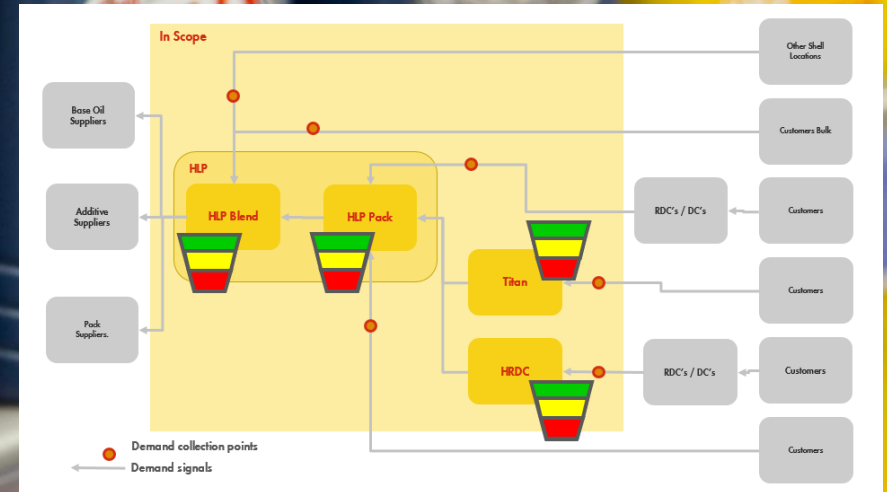 In Scope
Other Shell
Locations
Base Oil
Suppliers
Customers Bulk
HLP
Additive
Suppliers
HLP Blend
HLP Pack
RDC's / DC's
Customers
Titan
Customers
Pack
Suppliers.
HRDC
RDC's / DC's
Customers
Customers
Demand collection points
Demand signals